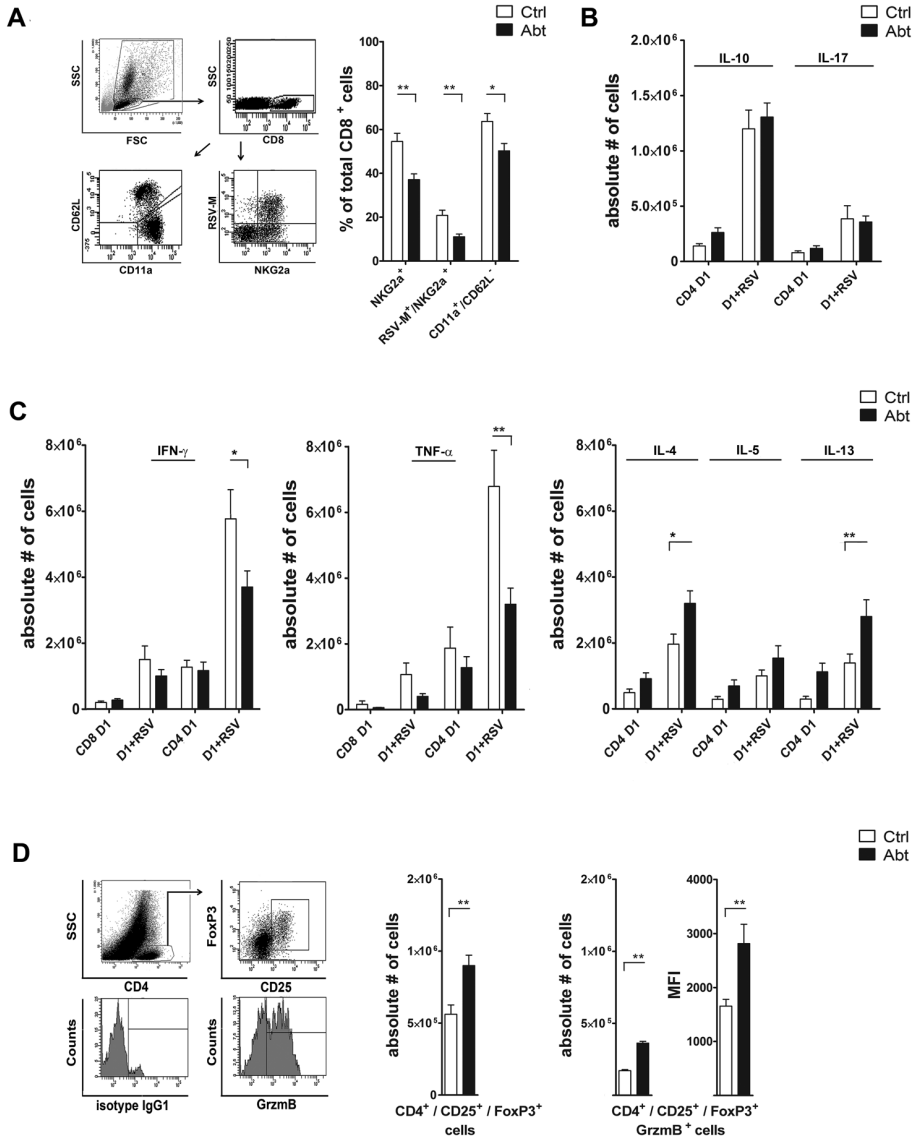 A
Ctrl
Abt
SSC
FSC
SSC
CD8
CD62L
CD11a
RSV-M
NKG2a
% of total CD8 + cells
100
80
60
40
20
0
**
**
*
NKG2a+
RSV-M+/NKG2a+
CD11a+/CD62L-
B
Ctrl
Abt
absolute # of cells
2.0×10⁶
1.5×10⁶
1.0×10⁶
5.0×10⁵
0
IL-10
IL-17
CD4 D1
D1+RSV
CD4 D1
D1+RSV
C
Ctrl
Abt
absolute # of cells
8×10⁶
6×10⁶
4×10⁶
2×10⁶
0
IFN-γ
*
CD8 D1
D1+RSV
CD4 D1
D1+RSV
absolute # of cells
8×10⁶
6×10⁶
4×10⁶
2×10⁶
0
TNF-α
**
CD8 D1
D1+RSV
CD4 D1
D1+RSV
absolute # of cells
8×10⁶
6×10⁶
4×10⁶
2×10⁶
0
IL-4
IL-5
IL-13
*
**
CD4 D1
D1+RSV
CD4 D1
D1+RSV
CD4 D1
D1+RSV
D
Ctrl
Abt
SSC
CD4
FoxP3
CD25
Counts
isotype IgG1
Counts
GrzmB
absolute # of cells
2×10⁶
1×10⁶
5×10⁵
0
**
CD4+ / CD25+ / FoxP3+
cells
absolute # of cells
2×10⁶
1×10⁶
5×10⁵
**
MFI
4000
3000
2000
1000
0
**
CD4+ / CD25+ / FoxP3+
GrzmB + cells